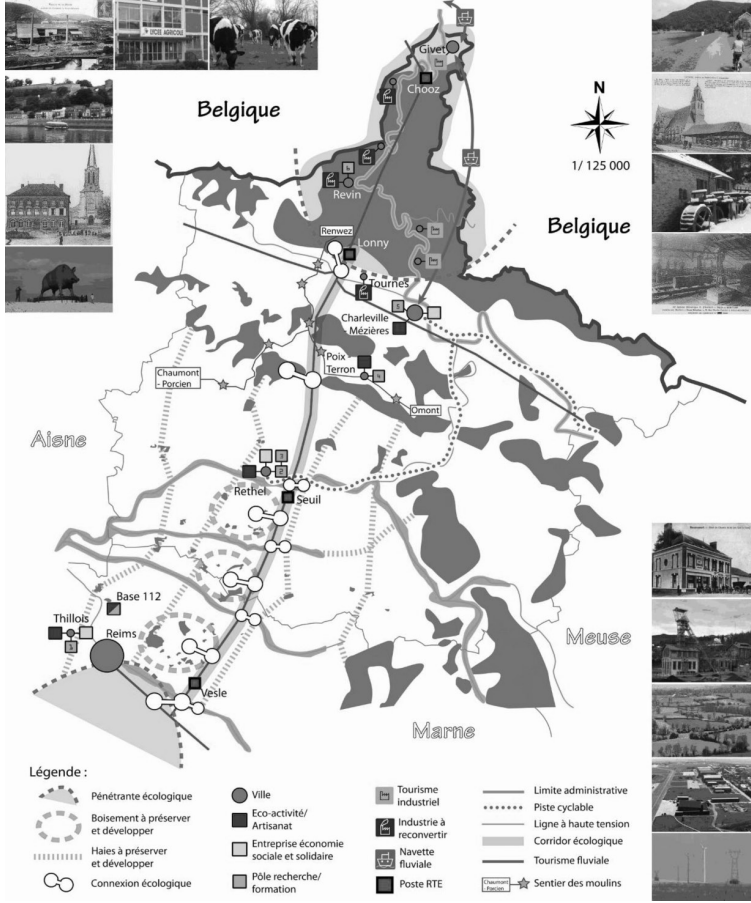 LYCEE AGRICOLE
Givet
Chooz
Belgique
N
1/ 125 000
Belgique
Revin
Renwez
Lonny
Tournes
Charleville
- Mézières
Poix -
Terron
Chaumont
- Porcien
Omont
Aisne
Rethel
Seuil
Base 112
Thillois
Reims
Vesle
Meuse
Marne
Légende :
Pénétrante écologique
Boisement à préserver
et développer
Haies à préserver
et développer
Connexion écologique
Ville
Eco-activité/
Artisanat
Entreprise économie
sociale et solidaire
Pôle recherche/
formation
Tourisme
industriel
Industrie à
reconvertir
Navette
fluviale
Poste RTE
Limite administrative
Piste cyclable
Ligne à haute tension
Corridor écologique
Tourisme fluviale
Chaumont
- Porcien
Sentier des moulins